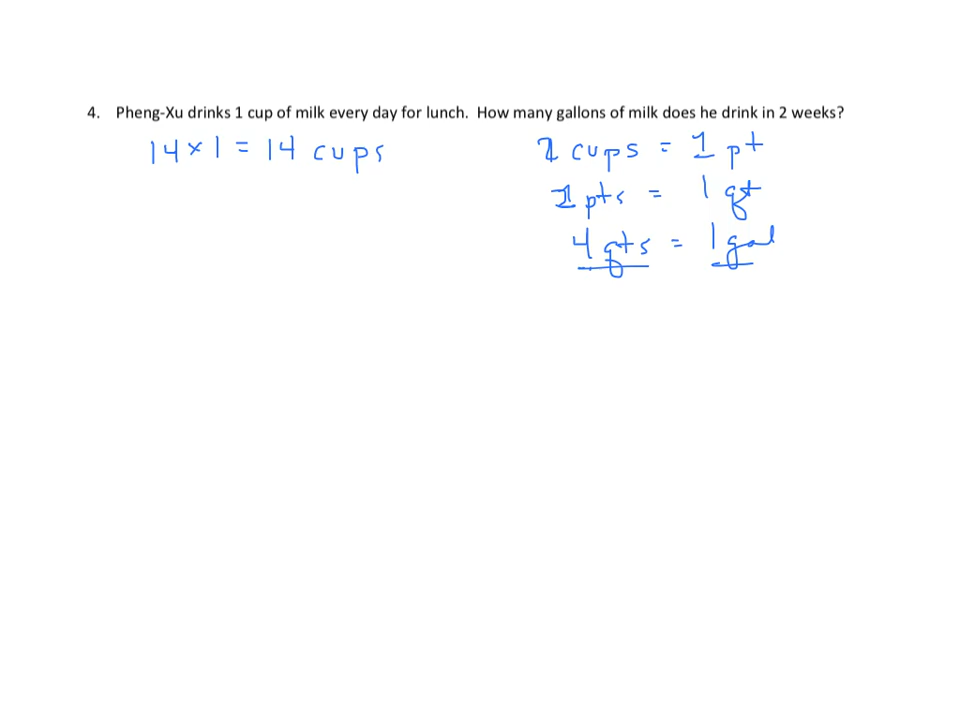 4. Pheng-Xu drinks 1 cup of milk every day for lunch. How many gallons of milk does he drink in 2 weeks?
14 × 1 = 14 cups
2 cups = 1 pt
2 pts = 1 qt
4 qts = 1 gal